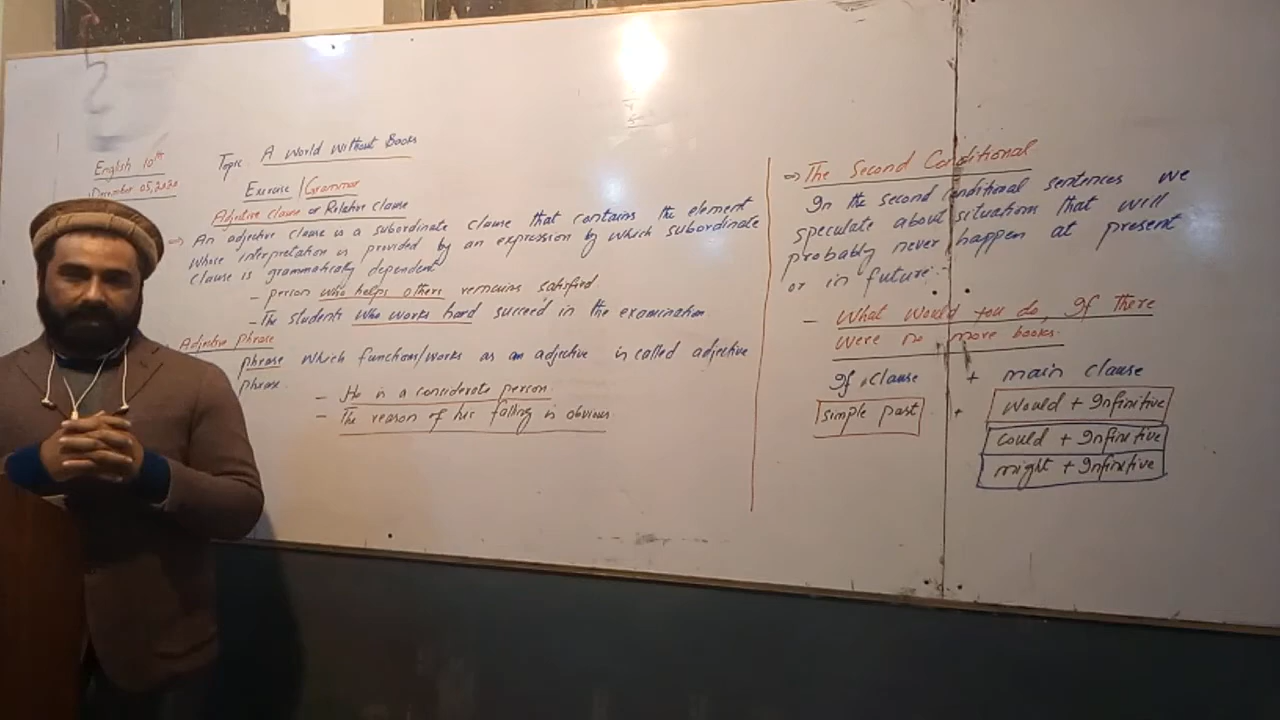 English 10th
December 05, 2020
Topic: A World Without Books
Exercise / Grammar
Adjective clause or Relative clause
⇒ An adjective clause is a subordinate clause that contains the element
whose interpretation is provided by an expression by which subordinate
clause is grammatically dependent
- person who helps others remains satisfied
- The students who works hard succeed in the examination
Adjective phrase
phrase which function/works as an adjective is called adjective
phrase.
- He is a considerate person.
- The reason of his falling is obvious
⇒ The Second Conditional
In the second conditional sentences we
speculate about situations that will
probably never happen at present
or in future:-
- What would you do, If there
were no more books.
If clause + main clause
simple past + would + Infinitive
could + Infinitive
might + Infinitive